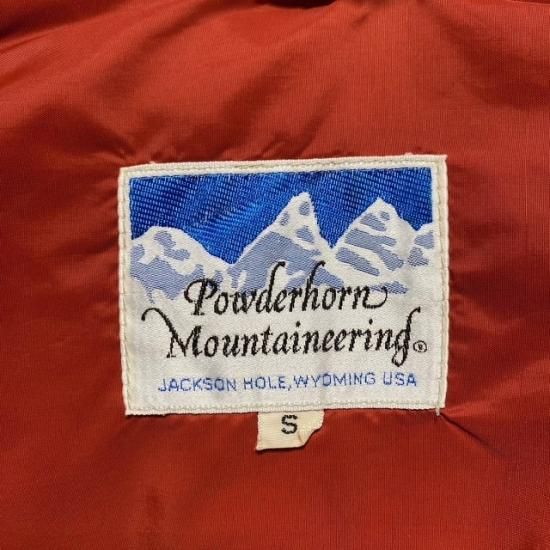 Powderhorn
Mountaineering®
JACKSON HOLE, WYOMING USA
S